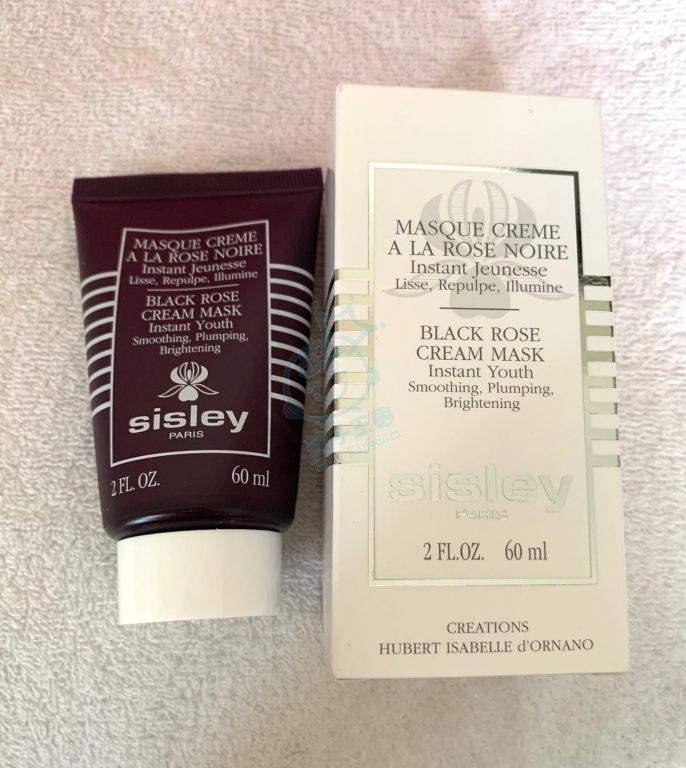 MASQUE CREME
A LA ROSE NOIRE
Instant Jeunesse
Lisse, Repulpe, Illumine
BLACK ROSE
CREAM MASK
Instant Youth
Smoothing, Plumping,
Brightening
sisley
PARIS
2 FL. OZ. 60 ml
MASQUE CREME
A LA ROSE NOIRE
Instant Jeunesse
Lisse, Repulpe, Illumine
BLACK ROSE
CREAM MASK
Instant Youth
Smoothing, Plumping,
Brightening
sisley
PARIS
2 FL.OZ. 60 ml
CREATIONS
HUBERT ISABELLE d'ORNANO